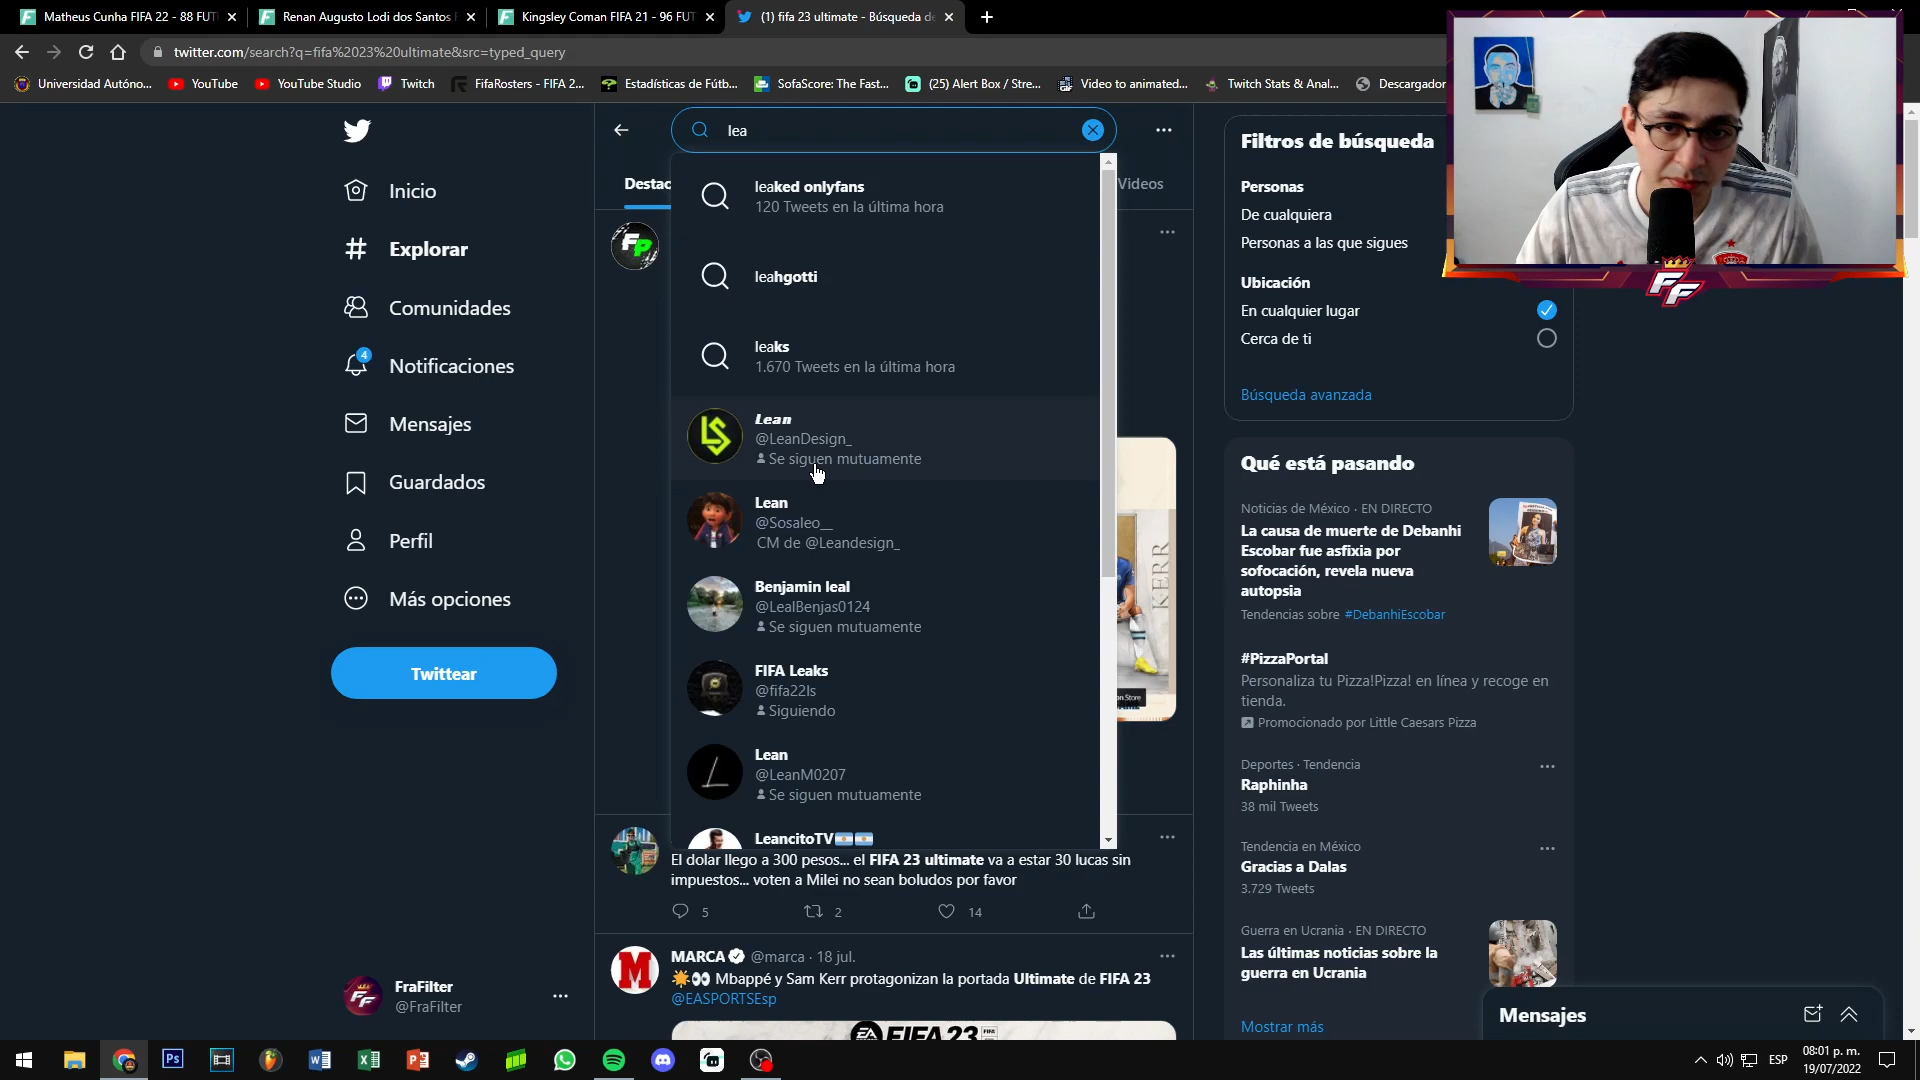 Matheus Cunha FIFA 22 - 88 FUT
Renan Augusto Lodi dos Santos
Kingsley Coman FIFA 21 - 96 FUT
(1) fifa 23 ultimate - Búsqueda de
twitter.com/search?q=fifa%2023%20ultimate&src=typed_query
Universidad Autóno...
YouTube
YouTube Studio
Twitch
FifaRosters - FIFA 2...
Estadísticas de Fútb...
SofaScore: The Fast...
(25) Alert Box / Stre...
Video to animated...
Twitch Stats & Anal...
Descargador
Inicio
Explorar
Comunidades
4
Notificaciones
Mensajes
Guardados
Perfil
Más opciones
Twittear
FraFilter
@FraFilter
lea
Destac
Videos
FP
leaked onlyfans
120 Tweets en la última hora
leahgotti
leaks
1.670 Tweets en la última hora
Lean
@LeanDesign_
Se siguen mutuamente
Lean
@Sosaleo__
CM de @Leandesign_
Benjamin leal
@LealBenjas0124
Se siguen mutuamente
FIFA Leaks
@fifa22ls
Siguiendo
Lean
@LeanM0207
Se siguen mutuamente
LeancitoTV
KERR
El dolar llego a 300 pesos... el FIFA 23 ultimate va a estar 30 lucas sin
impuestos... voten a Milei no sean boludos por favor
5
2
14
MARCA @marca · 18 jul.
Mbappé y Sam Kerr protagonizan la portada Ultimate de FIFA 23
@EASPORTSEsp
EA FIFA23
Filtros de búsqueda
Personas
De cualquiera
Personas a las que sigues
Ubicación
En cualquier lugar
Cerca de ti
Búsqueda avanzada
Qué está pasando
Noticias de México · EN DIRECTO
La causa de muerte de Debanhi
Escobar fue asfixia por
sofocación, revela nueva
autopsia
Tendencias sobre #DebanhiEscobar
#PizzaPortal
Personaliza tu Pizza!Pizza! en línea y recoge en
tienda.
Promocionado por Little Caesars Pizza
Deportes · Tendencia
Raphinha
38 mil Tweets
Tendencia en México
Gracias a Dalas
3.729 Tweets
Guerra en Ucrania · EN DIRECTO
Las últimas noticias sobre la
guerra en Ucrania
Mostrar más
Mensajes
FF
ESP
08:01 p. m.
19/07/2022